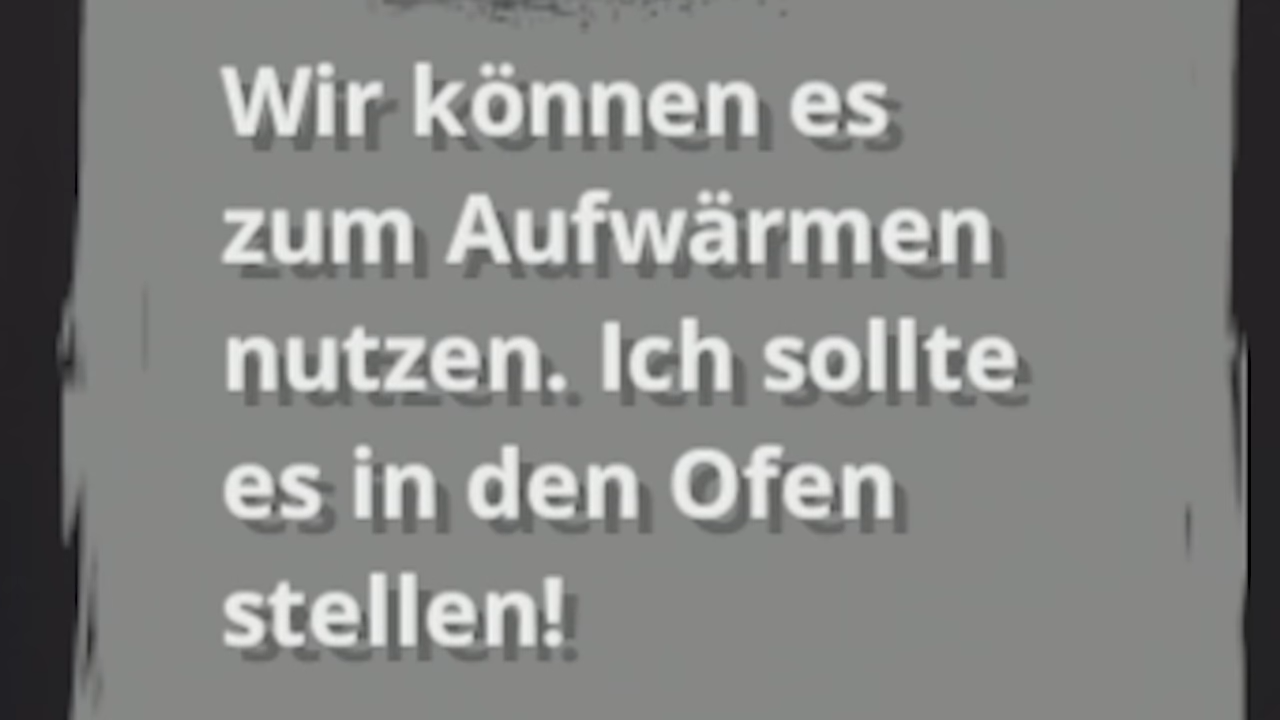 Wir können es
zum Aufwärmen
nutzen. Ich sollte
es in den Ofen
stellen!